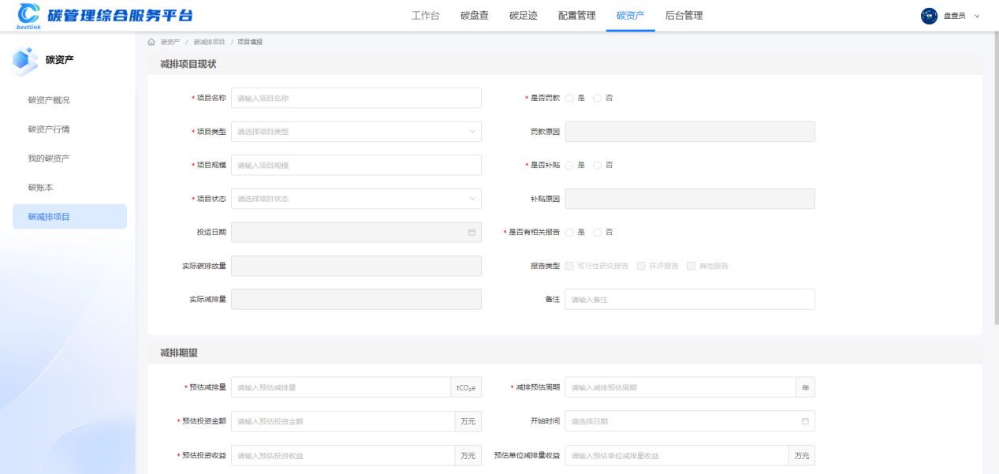 碳管理综合服务平台
bestlink
工作台 碳盘查 碳足迹 配置管理 碳资产 后台管理
盘查员
碳资产
碳资产概况
碳资产行情
我的碳资产
碳账本
碳减排项目
碳资产 / 碳减排项目 / 项目填报
减排项目现状
* 项目名称 请输入项目名称 * 是否罚款 是 否
* 项目类型 请选择项目类型 罚款原因
* 项目规模 请输入项目规模 * 是否补贴 是 否
* 项目状态 请选择项目状态 补贴原因
投运日期 * 是否有相关报告 是 否
实际碳排放量 报告类型 可行性研究报告 环评报告 其他报告
实际减排量 备注 请输入备注
减排期望
* 预估减排量 请输入预估减排量 tCO₂e * 减排预估周期 请输入减排预估周期 年
* 预估投资金额 请输入预估投资金额 万元 开始时间 请选择日期
* 预估投资收益 请输入预估投资收益 万元 预估单位减排量收益 请输入预估单位减排量收益 万元